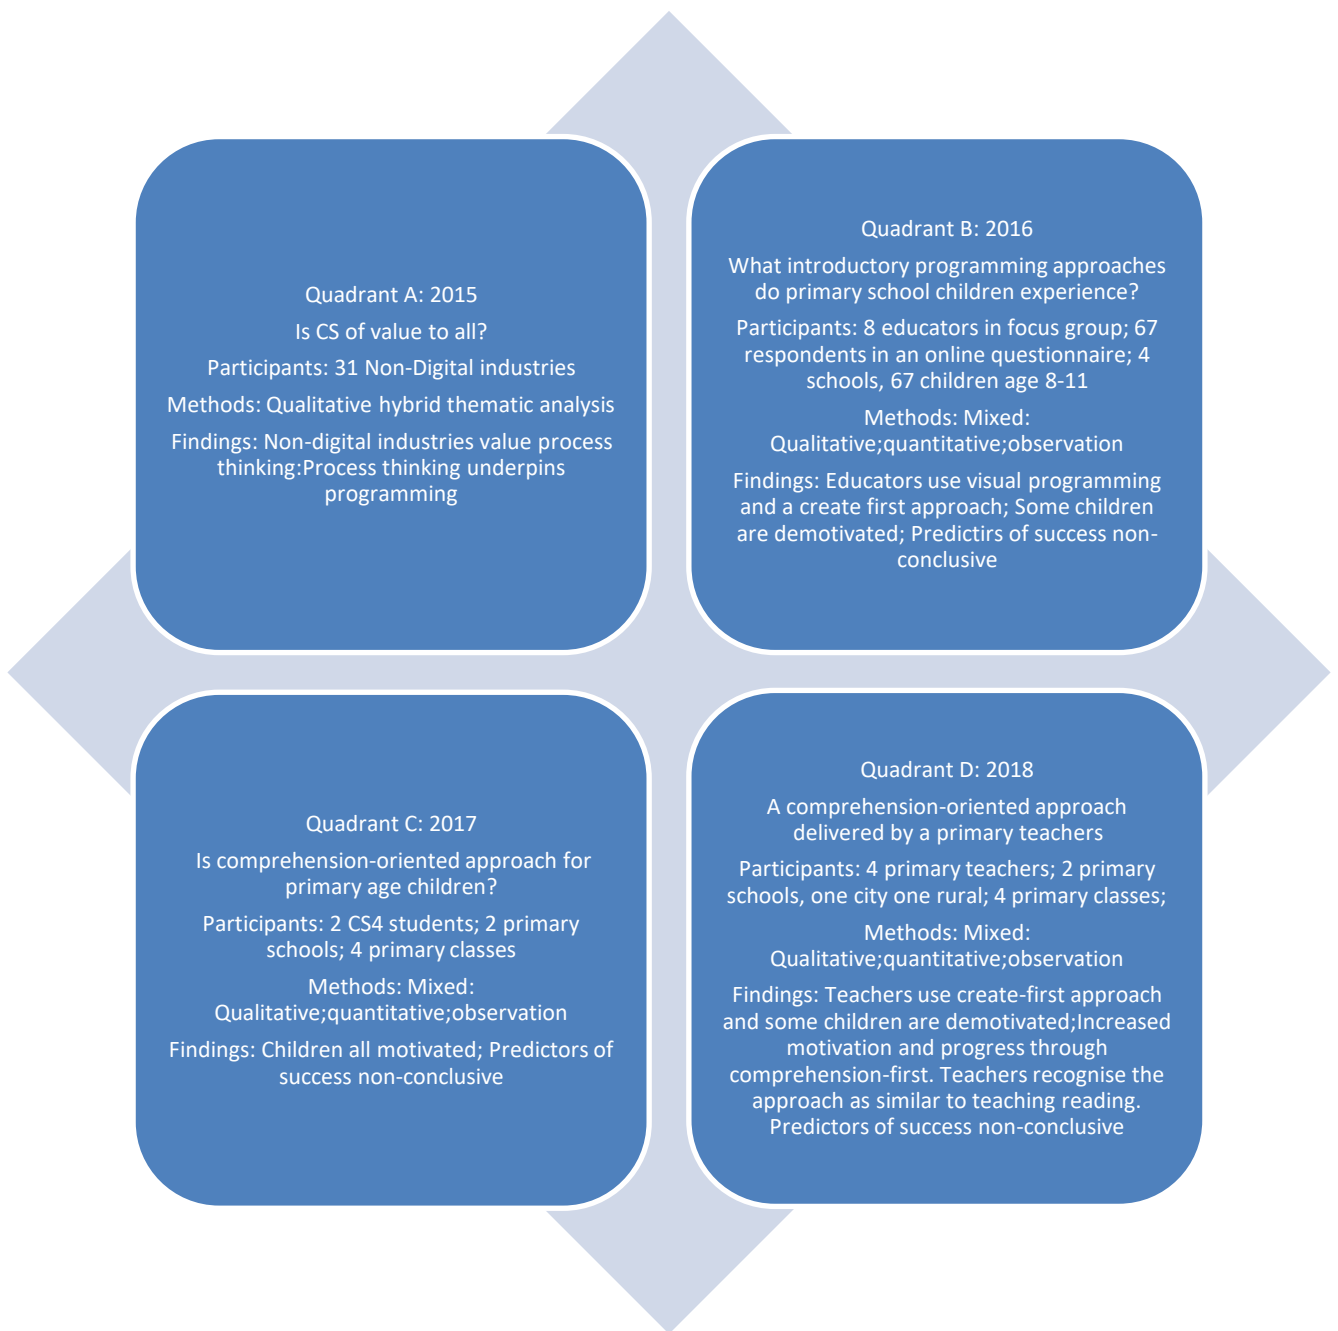 Quadrant A: 2015
Is CS of value to all?
Participants: 31 Non-Digital industries
Methods: Qualitative hybrid thematic analysis
Findings: Non-digital industries value process
thinking:Process thinking underpins
programming
Quadrant B: 2016
What introductory programming approaches
do primary school children experience?
Participants: 8 educators in focus group; 67
respondents in an online questionnaire; 4
schools, 67 children age 8-11
Methods: Mixed:
Qualitative;quantitative;observation
Findings: Educators use visual programming
and a create first approach; Some children
are demotivated; Predictirs of success non-
conclusive
Quadrant C: 2017
Is comprehension-oriented approach for
primary age children?
Participants: 2 CS4 students; 2 primary
schools; 4 primary classes
Methods: Mixed:
Qualitative;quantitative;observation
Findings: Children all motivated; Predictors of
success non-conclusive
Quadrant D: 2018
A comprehension-oriented approach
delivered by a primary teachers
Participants: 4 primary teachers; 2 primary
schools, one city one rural; 4 primary classes;
Methods: Mixed:
Qualitative;quantitative;observation
Findings: Teachers use create-first approach
and some children are demotivated;Increased
motivation and progress through
comprehension-first. Teachers recognise the
approach as similar to teaching reading.
Predictors of success non-conclusive